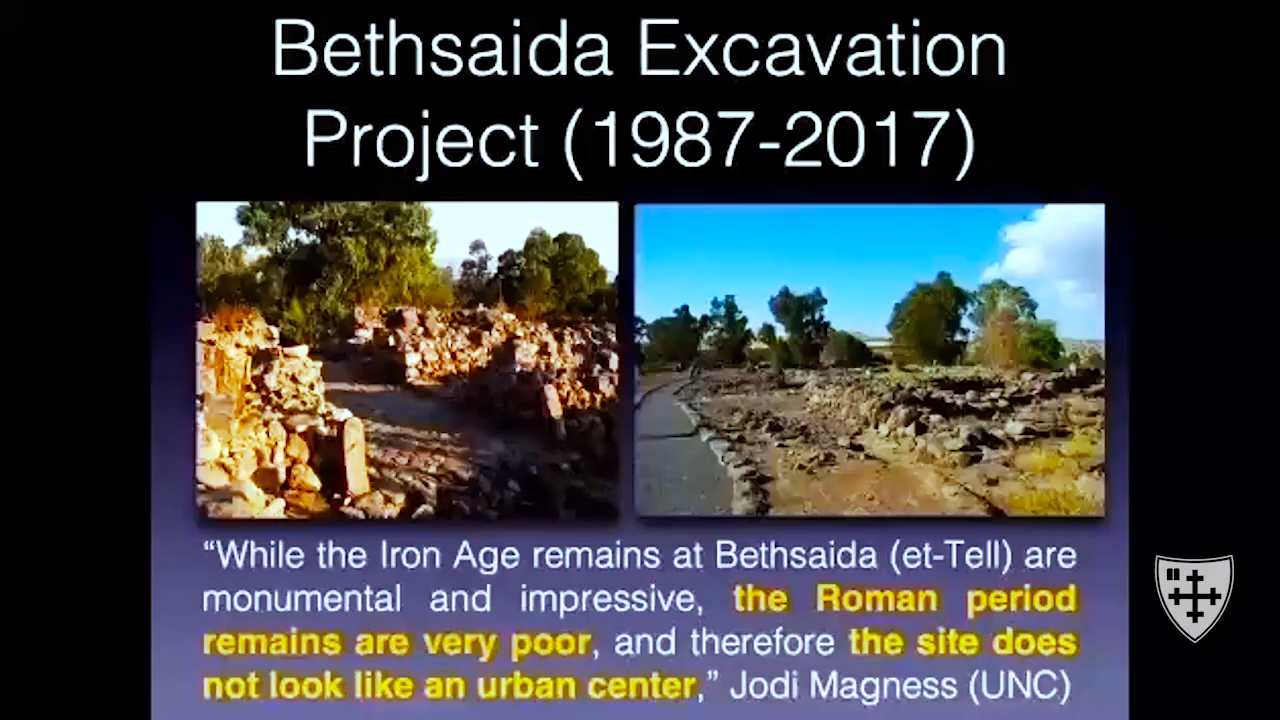 Bethsaida Excavation
Project (1987-2017)
“While the Iron Age remains at Bethsaida (et-Tell) are
monumental and impressive, the Roman period
remains are very poor, and therefore the site does
not look like an urban center,” Jodi Magness (UNC)